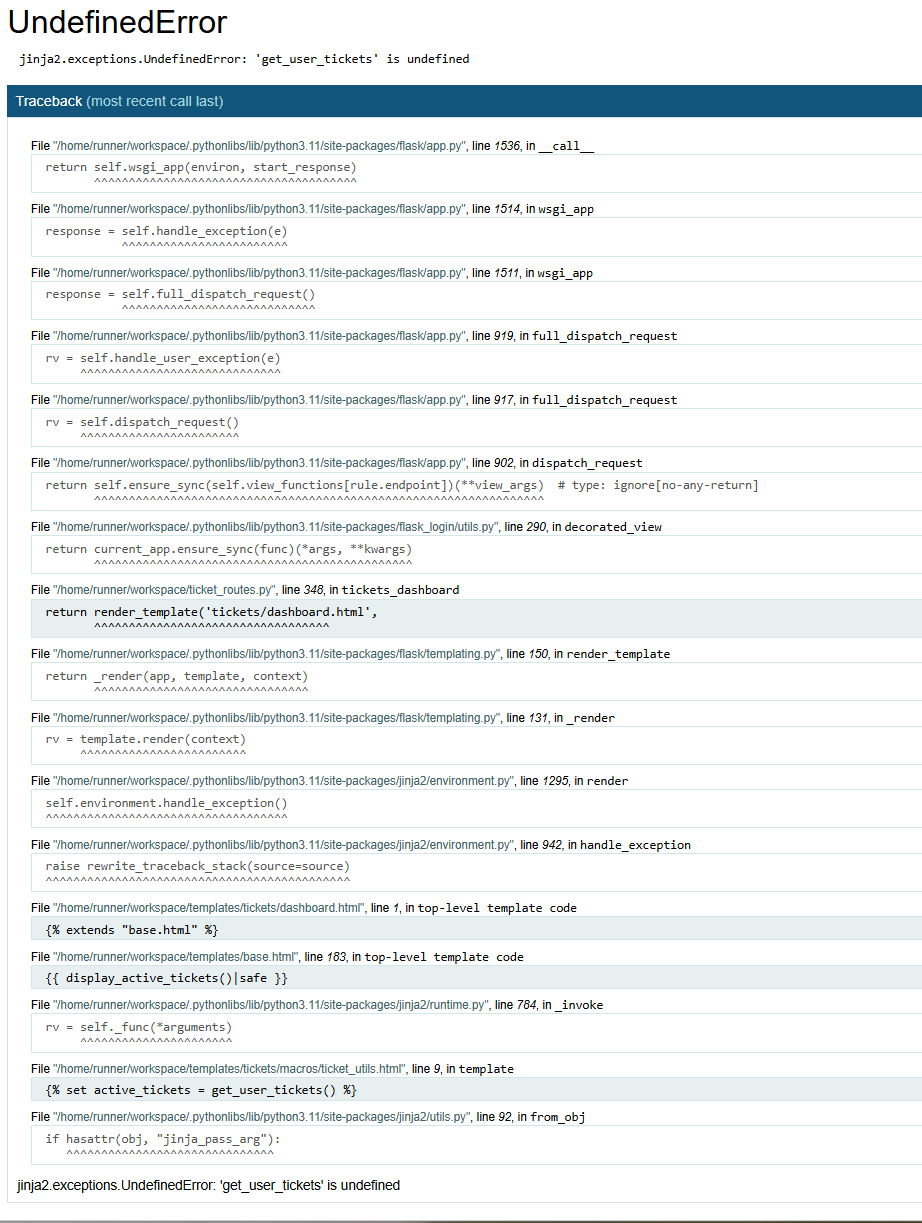 UndefinedError
jinja2.exceptions.UndefinedError: 'get_user_tickets' is undefined
Traceback (most recent call last)
File "/home/runner/workspace/.pythonlibs/lib/python3.11/site-packages/flask/app.py", line 1536, in __call__
return self.wsgi_app(environ, start_response)
^^^^^^^^^^^^^^^^^^^^^^^^^^^^^^^^^^^^^^
File "/home/runner/workspace/.pythonlibs/lib/python3.11/site-packages/flask/app.py", line 1514, in wsgi_app
response = self.handle_exception(e)
^^^^^^^^^^^^^^^^^^^^^^^^
File "/home/runner/workspace/.pythonlibs/lib/python3.11/site-packages/flask/app.py", line 1511, in wsgi_app
response = self.full_dispatch_request()
^^^^^^^^^^^^^^^^^^^^^^^^^^^^
File "/home/runner/workspace/.pythonlibs/lib/python3.11/site-packages/flask/app.py", line 919, in full_dispatch_request
rv = self.handle_user_exception(e)
^^^^^^^^^^^^^^^^^^^^^^^^^^^^^
File "/home/runner/workspace/.pythonlibs/lib/python3.11/site-packages/flask/app.py", line 917, in full_dispatch_request
rv = self.dispatch_request()
^^^^^^^^^^^^^^^^^^^^^^^
File "/home/runner/workspace/.pythonlibs/lib/python3.11/site-packages/flask/app.py", line 902, in dispatch_request
return self.ensure_sync(self.view_functions[rule.endpoint])(**view_args)  # type: ignore[no-any-return]
^^^^^^^^^^^^^^^^^^^^^^^^^^^^^^^^^^^^^^^^^^^^^^^^^^^^^^^^^^^^^^^^^
File "/home/runner/workspace/.pythonlibs/lib/python3.11/site-packages/flask_login/utils.py", line 290, in decorated_view
return current_app.ensure_sync(func)(*args, **kwargs)
^^^^^^^^^^^^^^^^^^^^^^^^^^^^^^^^^^^^^^^^^^^^^^
File "/home/runner/workspace/ticket_routes.py", line 348, in tickets_dashboard
return render_template('tickets/dashboard.html',
^^^^^^^^^^^^^^^^^^^^^^^^^^^^^^^^^^
File "/home/runner/workspace/.pythonlibs/lib/python3.11/site-packages/flask/templating.py", line 150, in render_template
return _render(app, template, context)
^^^^^^^^^^^^^^^^^^^^^^^^^^^^^^^
File "/home/runner/workspace/.pythonlibs/lib/python3.11/site-packages/flask/templating.py", line 131, in _render
rv = template.render(context)
^^^^^^^^^^^^^^^^^^^^^^^^
File "/home/runner/workspace/.pythonlibs/lib/python3.11/site-packages/jinja2/environment.py", line 1295, in render
self.environment.handle_exception()
^^^^^^^^^^^^^^^^^^^^^^^^^^^^^^^^^^^
File "/home/runner/workspace/.pythonlibs/lib/python3.11/site-packages/jinja2/environment.py", line 942, in handle_exception
raise rewrite_traceback_stack(source=source)
^^^^^^^^^^^^^^^^^^^^^^^^^^^^^^^^^^^^^^^^^^^^
File "/home/runner/workspace/templates/tickets/dashboard.html", line 1, in top-level template code
{% extends "base.html" %}
File "/home/runner/workspace/templates/base.html", line 183, in top-level template code
{{ display_active_tickets()|safe }}
File "/home/runner/workspace/.pythonlibs/lib/python3.11/site-packages/jinja2/runtime.py", line 784, in _invoke
rv = self._func(*arguments)
^^^^^^^^^^^^^^^^^^^^^^
File "/home/runner/workspace/templates/tickets/macros/ticket_utils.html", line 9, in template
{% set active_tickets = get_user_tickets() %}
File "/home/runner/workspace/.pythonlibs/lib/python3.11/site-packages/jinja2/utils.py", line 92, in from_obj
if hasattr(obj, "jinja_pass_arg"):
^^^^^^^^^^^^^^^^^^^^^^^^^^^^^^
jinja2.exceptions.UndefinedError: 'get_user_tickets' is undefined